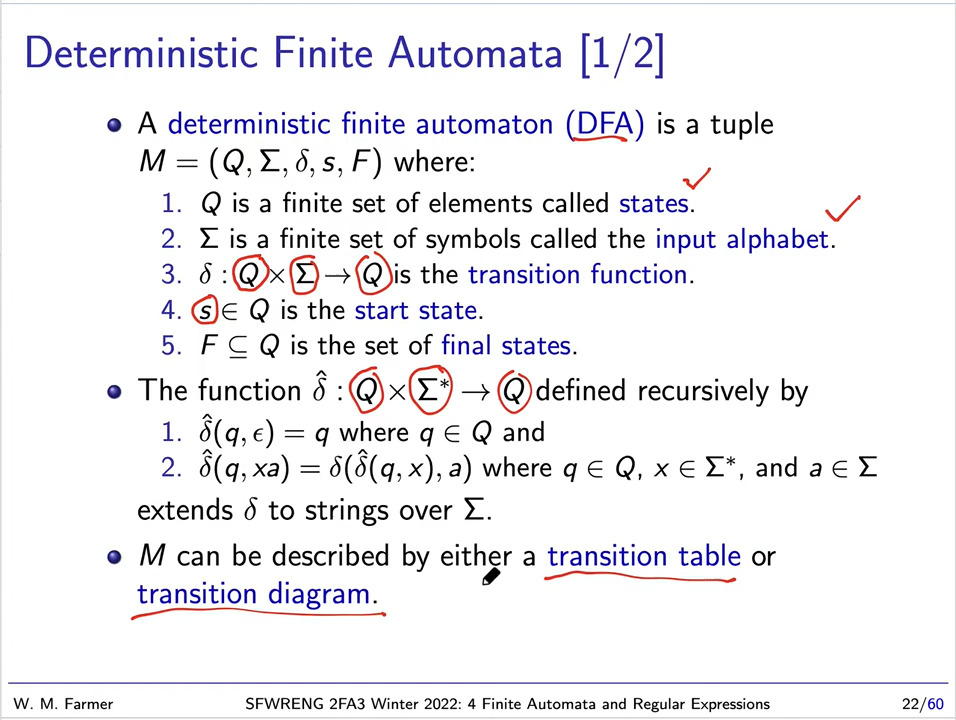 Deterministic Finite Automata [1/2]
A deterministic finite automaton (DFA) is a tuple
M = (Q, Σ, δ, s, F) where:
1. Q is a finite set of elements called states.
2. Σ is a finite set of symbols called the input alphabet.
3. δ : Q × Σ → Q is the transition function.
4. s ∈ Q is the start state.
5. F ⊆ Q is the set of final states.
The function δ̂ : Q × Σ* → Q defined recursively by
1. δ̂(q, ϵ) = q where q ∈ Q and
2. δ̂(q, xa) = δ(δ̂(q, x), a) where q ∈ Q, x ∈ Σ*, and a ∈ Σ
extends δ to strings over Σ.
M can be described by either a transition table or
transition diagram.
W. M. Farmer SFWRENG 2FA3 Winter 2022: 4 Finite Automata and Regular Expressions 22/60